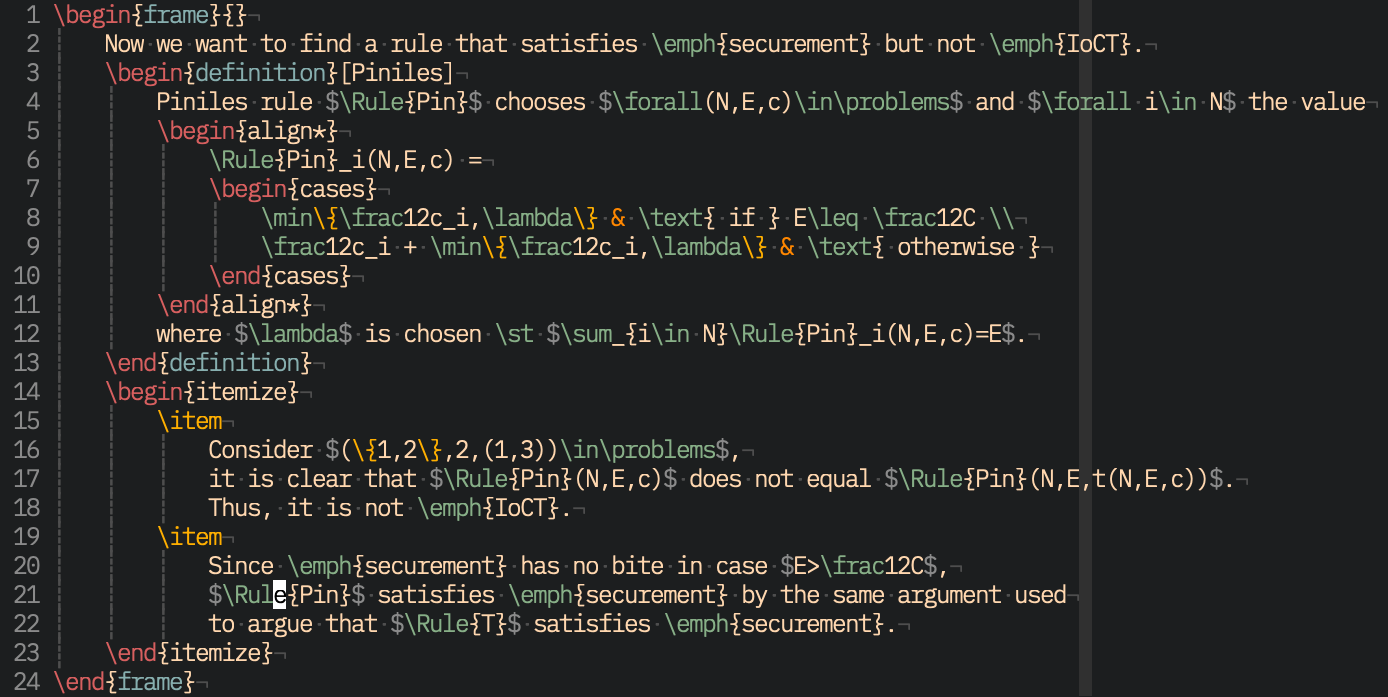 1 \begin{frame}{}¬
2 Now·we·want·to·find·a·rule·that·satisfies·\emph{securement}·but·not·\emph{IoCT}.¬
3 \begin{definition}[Piniles]¬
4 Piniles·rule·$\Rule{Pin}$·chooses·$\forall(N,E,c)\in\problems$·and·$\forall·i\in·N$·the·value¬
5 \begin{align*}¬
6 \Rule{Pin}_i(N,E,c)·=¬
7 \begin{cases}¬
8 \min\{\frac12c_i,\lambda\}·&·\text{·if·}·E\leq·\frac12C·\\¬
9 \frac12c_i·+·\min\{\frac12c_i,\lambda\}·&·\text{·otherwise·}¬
10 \end{cases}¬
11 \end{align*}¬
12 where·$\lambda$·is·chosen·\st·$\sum_{i\in·N}\Rule{Pin}_i(N,E,c)=E$.¬
13 \end{definition}¬
14 \begin{itemize}¬
15 \item¬
16 Consider·$(\{1,2\},2,(1,3))\in\problems$,¬
17 it·is·clear·that·$\Rule{Pin}(N,E,c)$·does·not·equal·$\Rule{Pin}(N,E,t(N,E,c))$.¬
18 Thus,·it·is·not·\emph{IoCT}.¬
19 \item¬
20 Since·\emph{securement}·has·no·bite·in·case·$E>\frac12C$,¬
21 $\Rule{Pin}$·satisfies·\emph{securement}·by·the·same·argument·used¬
22 to·argue·that·$\Rule{T}$·satisfies·\emph{securement}.¬
23 \end{itemize}¬
24 \end{frame}¬